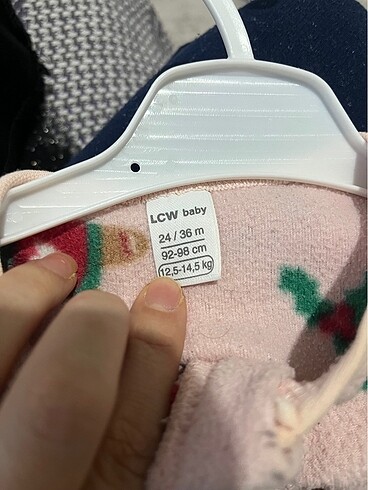 LCW baby
24 / 36 m
92-98 cm
12,5-14,5 kg